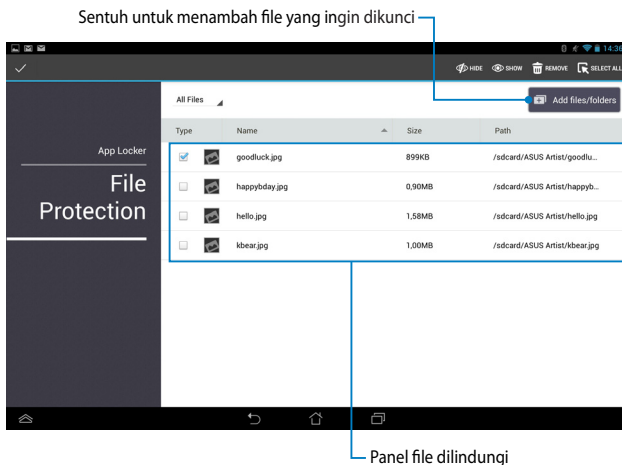 Sentuh untuk menambah file yang ingin dikunci
14:36
HIDE SHOW REMOVE SELECT ALL
All Files Add files/folders
Type Name Size Path
App Locker
File
Protection
goodluck.jpg 899KB /sdcard/ASUS Artist/goodlu...
happybday.jpg 0,90MB /sdcard/ASUS Artist/happyb...
hello.jpg 1,58MB /sdcard/ASUS Artist/hello.jpg
kbear.jpg 1,00MB /sdcard/ASUS Artist/kbear.jpg
Panel file dilindungi